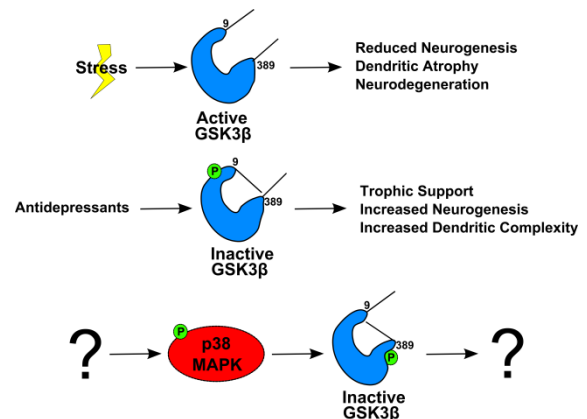 9
Stress
389
Reduced Neurogenesis
Dendritic Atrophy
Neurodegeneration
Active
GSK3β
P
9
Antidepressants
389
Trophic Support
Increased Neurogenesis
Increased Dendritic Complexity
Inactive
GSK3β
?
P
p38
MAPK
9
389
P
?
Inactive
GSK3β